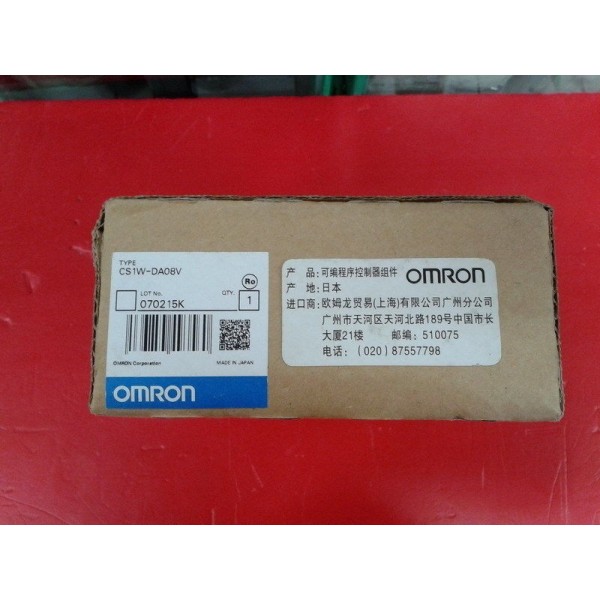 TYPE
CS1W-DA08V
Ro
LOT No.
QTY.
070215K
1
OMRON Corporation
MADE IN JAPAN
OMRON
产 品: 可编程序控制器组件 OMRON
产 地: 日本
进口商: 欧姆龙贸易(上海)有限公司广州分公司
广州市天河区天河北路189号中国市长
大厦21楼 邮编: 510075
电话: (020) 87557798